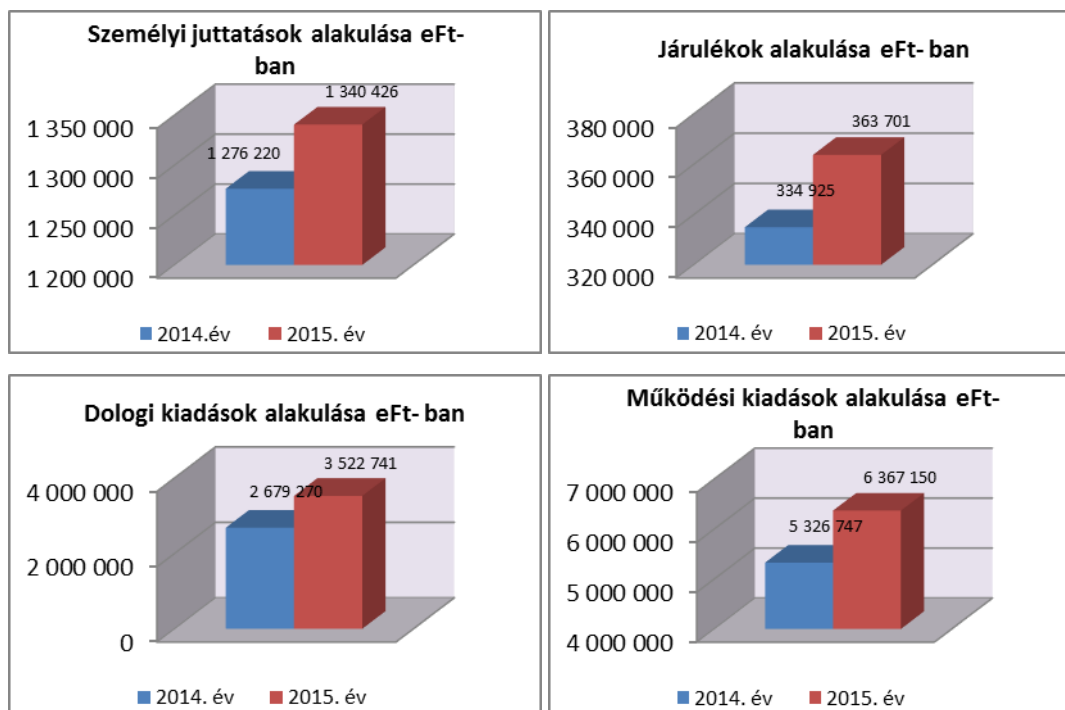 Személyi juttatások alakulása eFt-
ban
1 340 426
1 350 000
1 276 220
1 300 000
1 250 000
1 200 000
2014.év 2015. év
Járulékok alakulása eFt- ban
380 000
363 701
360 000
334 925
340 000
320 000
2014. év 2015. év
Dologi kiadások alakulása eFt- ban
3 522 741
4 000 000
2 679 270
2 000 000
0
2014. év 2015. év
Működési kiadások alakulása eFt-
ban
6 367 150
7 000 000
5 326 747
6 000 000
5 000 000
4 000 000
2014. év 2015. év